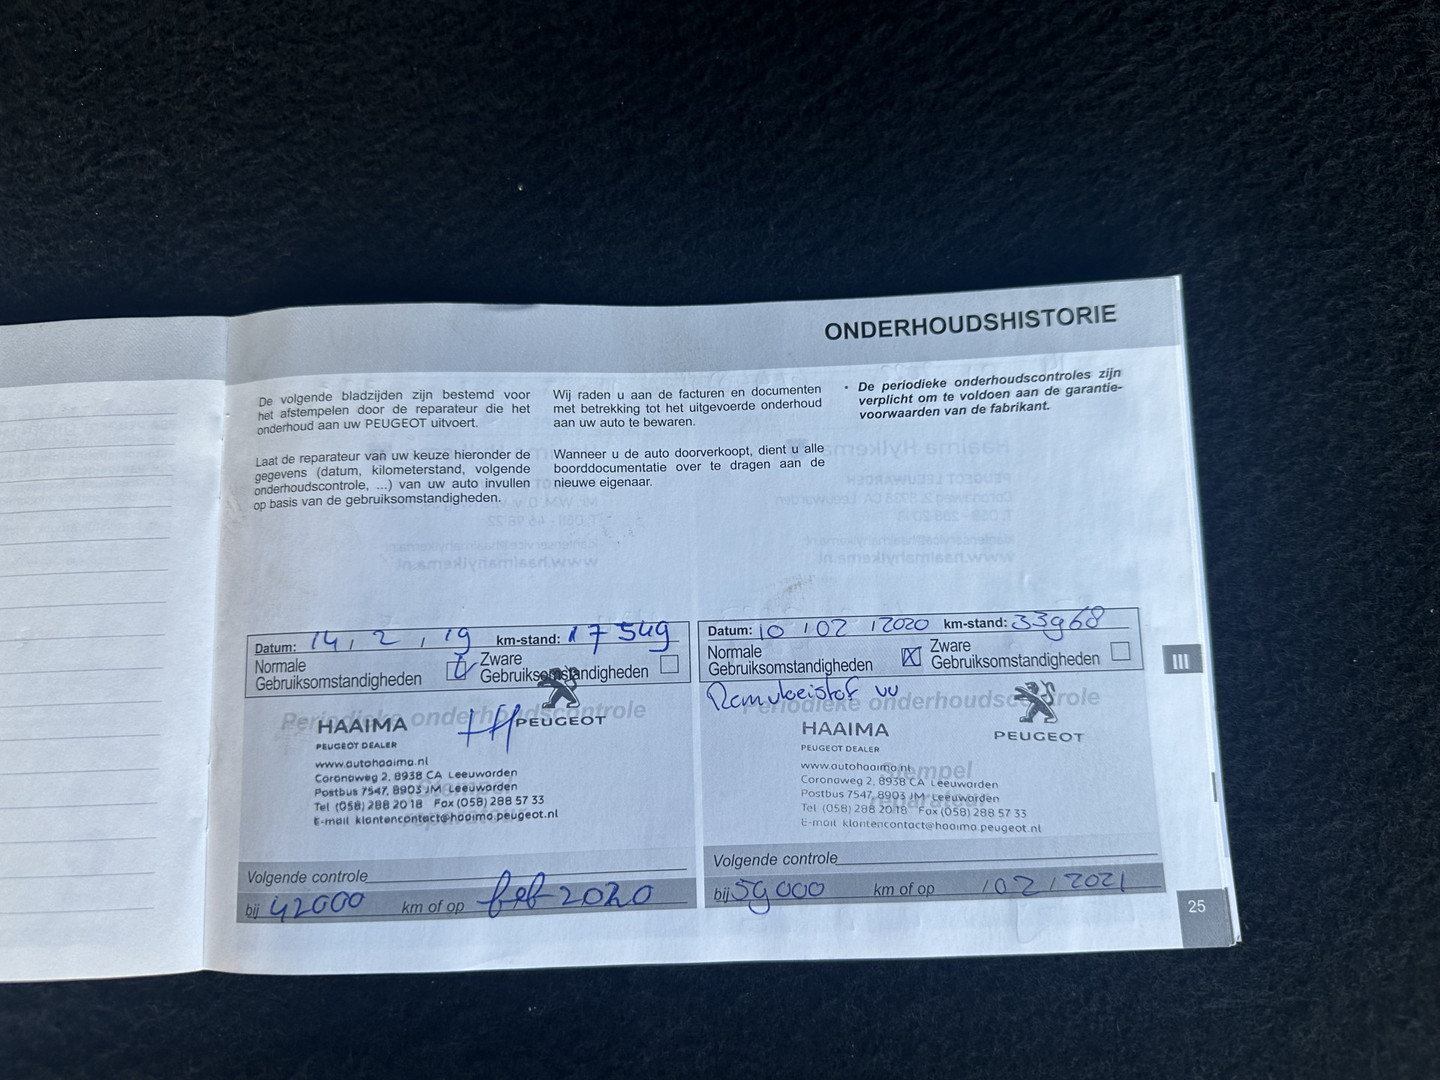 ONDERHOUDSHISTORIE
De volgende bladzijden zijn bestemd voor
het afstempelen door de reparateur die het
onderhoud aan uw PEUGEOT uitvoert.
Laat de reparateur van uw keuze hieronder de
gegevens (datum, kilometerstand, volgende
onderhoudscontrole, ...) van uw auto invullen
op basis van de gebruiksomstandigheden.
Wij raden u aan de facturen en documenten
met betrekking tot het uitgevoerde onderhoud
aan uw auto te bewaren.
Wanneer u de auto doorverkoopt, dient u alle
boorddocumentatie over te dragen aan de
nieuwe eigenaar.
• De periodieke onderhoudscontroles zijn
verplicht om te voldoen aan de garantie-
voorwaarden van de fabrikant.
Datum: 14, 2, 19 km-stand: 17549
Normale
Gebruiksomstandigheden
Zware
Gebruiksomstandigheden
Periodieke onderhoudscontrole
HAAIMA
PEUGEOT DEALER
PEUGEOT
www.autohaaima.nl
Coronaweg 2, 8938 CA Leeuwarden
Stempel
Postbus 7547, 8903 JM Leeuwarden
Tel (058) 288 20 18 Fax (058) 288 57 33
reparateur
E-mail klantencontact@haaima.peugeot.nl
Volgende controle
bij 42000 km of op feb 2020
Datum: 10 / 02 / 2020 km-stand: 33968
Normale
Gebruiksomstandigheden
Zware
Gebruiksomstandigheden
Remvloeistof vv
Periodieke onderhoudscontrole
HAAIMA
PEUGEOT DEALER
PEUGEOT
www.autohaaima.nl
Stempel
Coronaweg 2, 8938 CA Leeuwarden
Postbus 7547, 8903 JM Leeuwarden
reparateur
Tel (058) 288 20 18 Fax (058) 288 57 33
E-mail klantencontact@haaima.peugeot.nl
Volgende controle
bij 59000 km of op / 02 / 2021
III
25